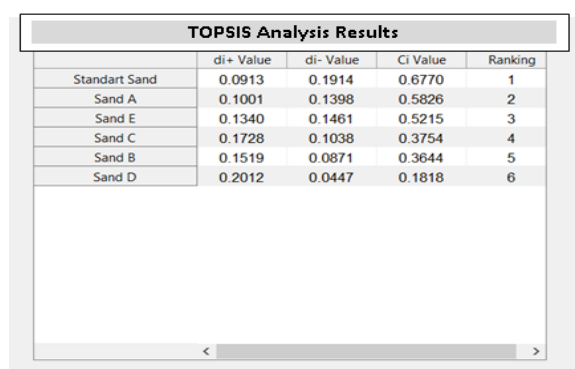 TOPSIS Analysis Results
di+ Value di- Value Ci Value Ranking
Standart Sand 0.0913 0.1914 0.6770 1
Sand A 0.1001 0.1398 0.5826 2
Sand E 0.1340 0.1461 0.5215 3
Sand C 0.1728 0.1038 0.3754 4
Sand B 0.1519 0.0871 0.3644 5
Sand D 0.2012 0.0447 0.1818 6